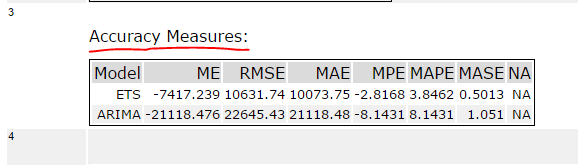 3
Accuracy Measures:
Model ME RMSE MAE MPE MAPE MASE NA
ETS -7417.239 10631.74 10073.75 -2.8168 3.8462 0.5013 NA
ARIMA -21118.476 22645.43 21118.48 -8.1431 8.1431 1.051 NA
4